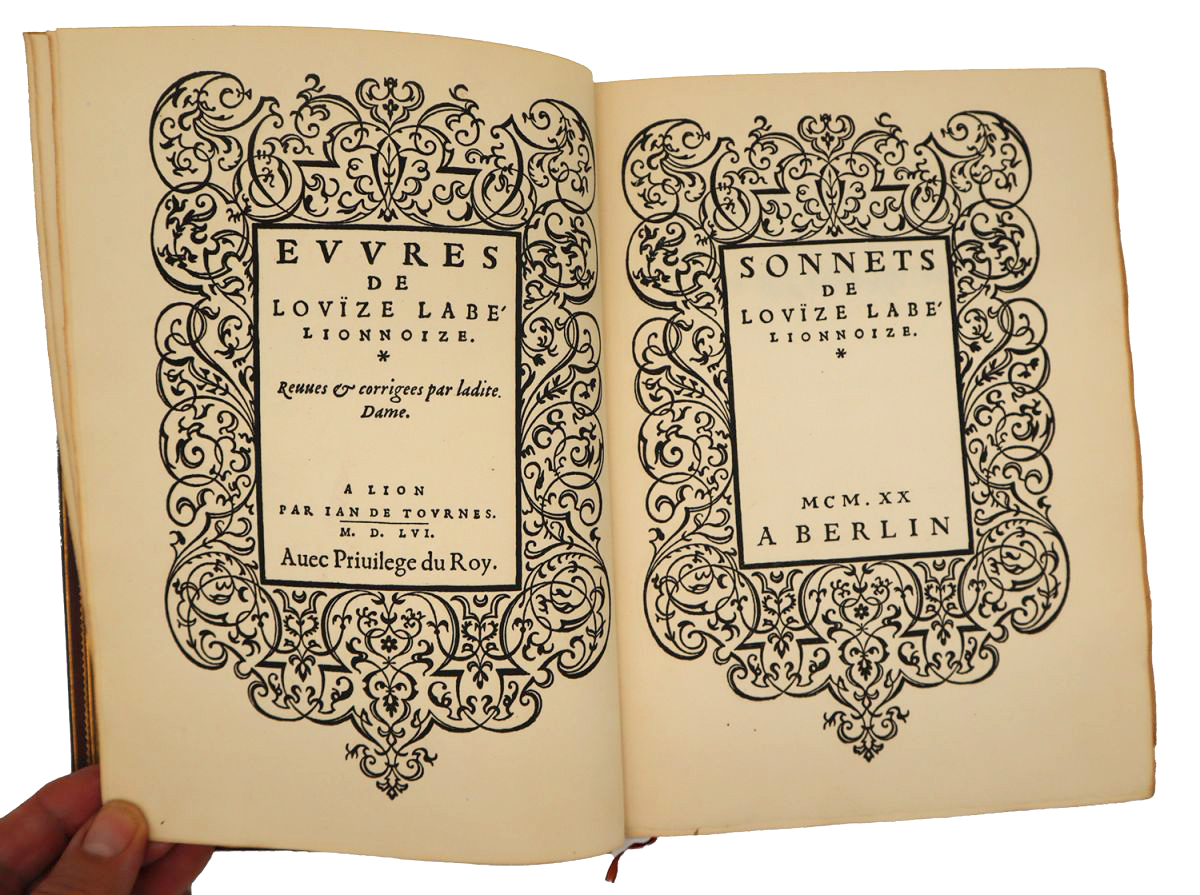 EVVRES
DE
LOVÏZE LABE´
LIONNOIZE.
*
Reuues & corrigees par ladite
Dame.
A LION
PAR IAN DE TOVRNES.
M. D. LVI.
Auec Priuilege du Roy.
SONNETS
DE
LOVÏZE LABE´
LIONNOIZE.
*
MCM. XX
A BERLIN